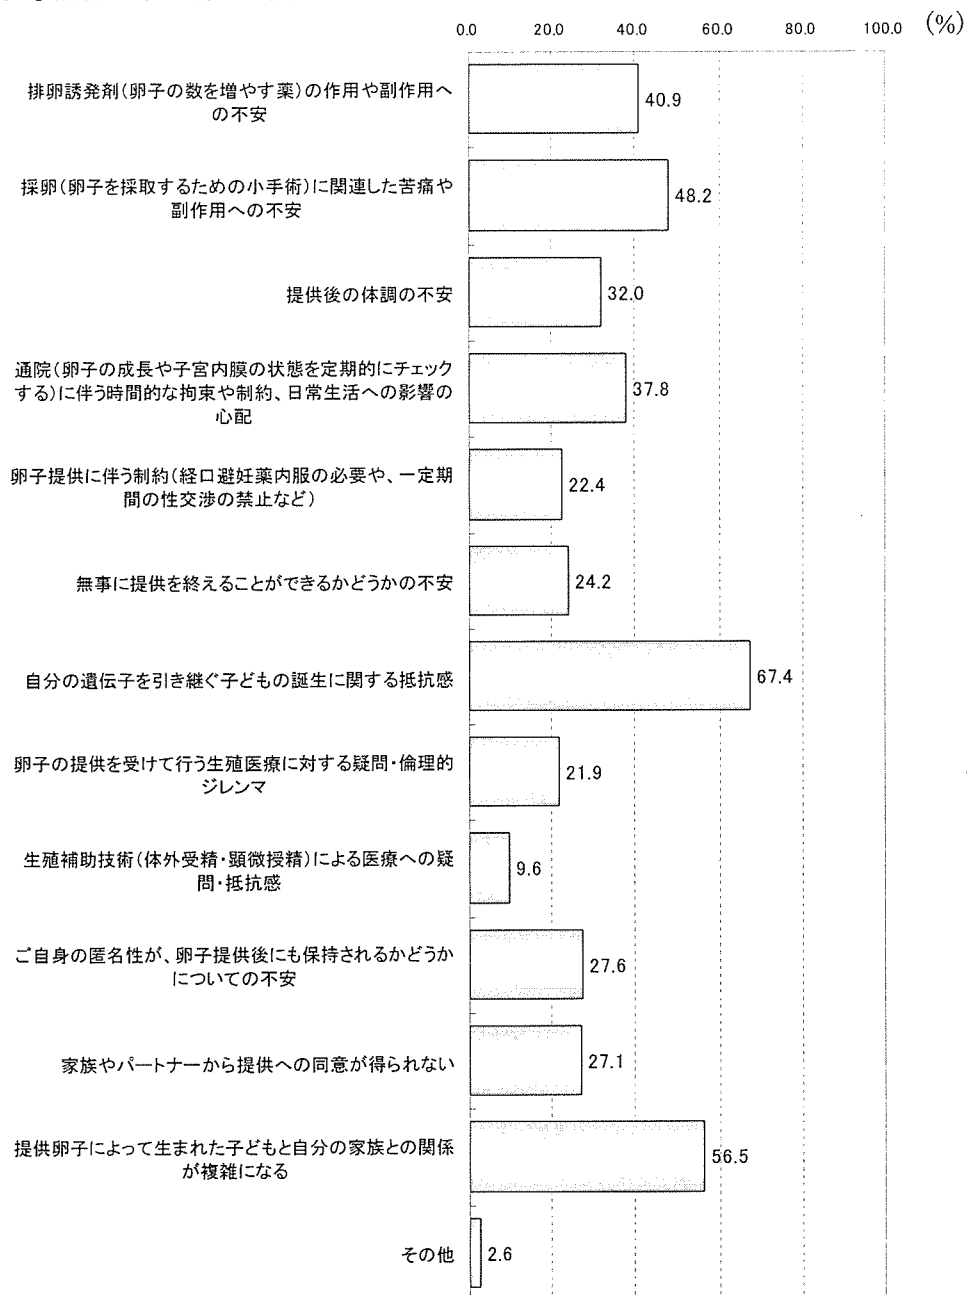 0.0 20.0 40.0 60.0 80.0 100.0 (%)
排卵誘発剤(卵子の数を増やす薬)の作用や副作用へ
の不安
40.9
採卵(卵子を採取するための小手術)に関連した苦痛や
副作用への不安
48.2
提供後の体調の不安
32.0
通院(卵子の成長や子宮内膜の状態を定期的にチェック
する)に伴う時間的な拘束や制約、日常生活への影響の
心配
37.8
卵子提供に伴う制約(経口避妊薬内服の必要や、一定期
間の性交渉の禁止など)
22.4
無事に提供を終えることができるかどうかの不安
24.2
自分の遺伝子を引き継ぐ子どもの誕生に関する抵抗感
67.4
卵子の提供を受けて行う生殖医療に対する疑問・倫理的
ジレンマ
21.9
生殖補助技術(体外受精・顕微授精)による医療への疑
問・抵抗感
9.6
ご自身の匿名性が、卵子提供後にも保持されるかどうか
についての不安
27.6
家族やパートナーから提供への同意が得られない
27.1
提供卵子によって生まれた子どもと自分の家族との関係
が複雑になる
56.5
その他
2.6